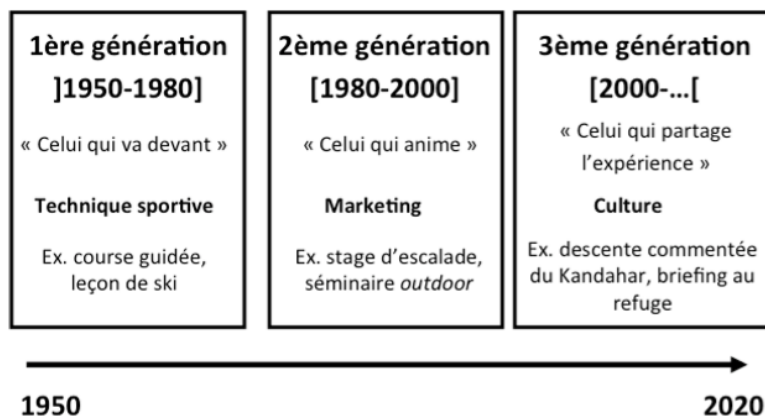 1ère génération
]1950-1980]
« Celui qui va devant »
Technique sportive
Ex. course guidée,
leçon de ski
2ème génération
[1980-2000]
« Celui qui anime »
Marketing
Ex. stage d’escalade,
séminaire outdoor
3ème génération
[2000-…[
« Celui qui partage
l’expérience »
Culture
Ex. descente commentée
du Kandahar, briefing au
refuge
1950
2020